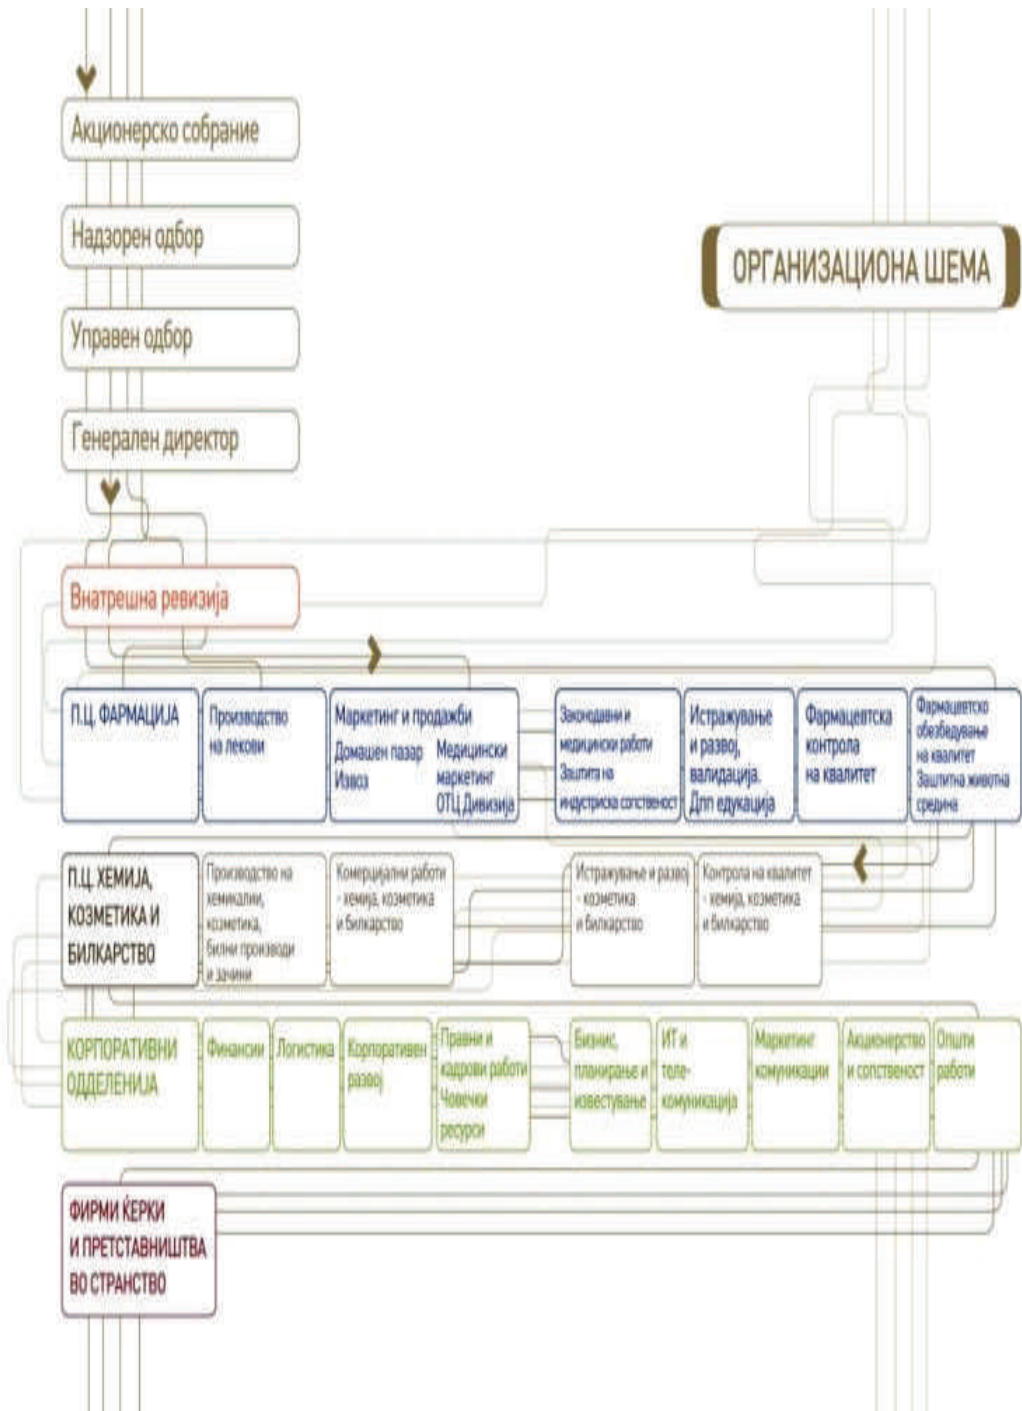 Акционерско собрание
Надзорен одбор
ОРГАНИЗАЦИОНА ШЕМА
Управен одбор
Генерален директор
Внатрешна ревизија
П.Ц. ФАРМАЦИЈА
Производство
на лекови
Маркетинг и продажби
Домашен пазар
Извоз
Медицински
маркетинг
ОТЦ Дивизија
Законодавни и
медицински работи
Заштита на
индустриска сопственост
Истражување
и развој,
валидација.
Дпп едукација
Фармацевтска
контрола
на квалитет
Фармацевтско
обезбедување
на квалитет
Заштитна животна
средина
П.Ц. ХЕМИЈА,
КОЗМЕТИКА И
БИЛКАРСТВО
Производство на
хемикалии,
козметика,
билни производи
и зачини
Комерцијални работи
- хемија, козметика
и билкарство
Истражување и развој
- козметика
и билкарство
Контрола на квалитет
- хемија, козметика
и билкарство
КОРПОРАТИВНИ
ОДДЕЛЕНИЈА
Финансии
Логистика
Корпоративен
развој
Правни и
кадрови работи
Човечки
ресурси
Бизнис,
планирање и
известување
ИТ и
теле-
комуникација
Маркетинг
комуникации
Акционерство
и сопственост
Општи
работи
ФИРМИ ЌЕРКИ
И ПРЕТСТАВНИШТВА
ВО СТРАНСТВО